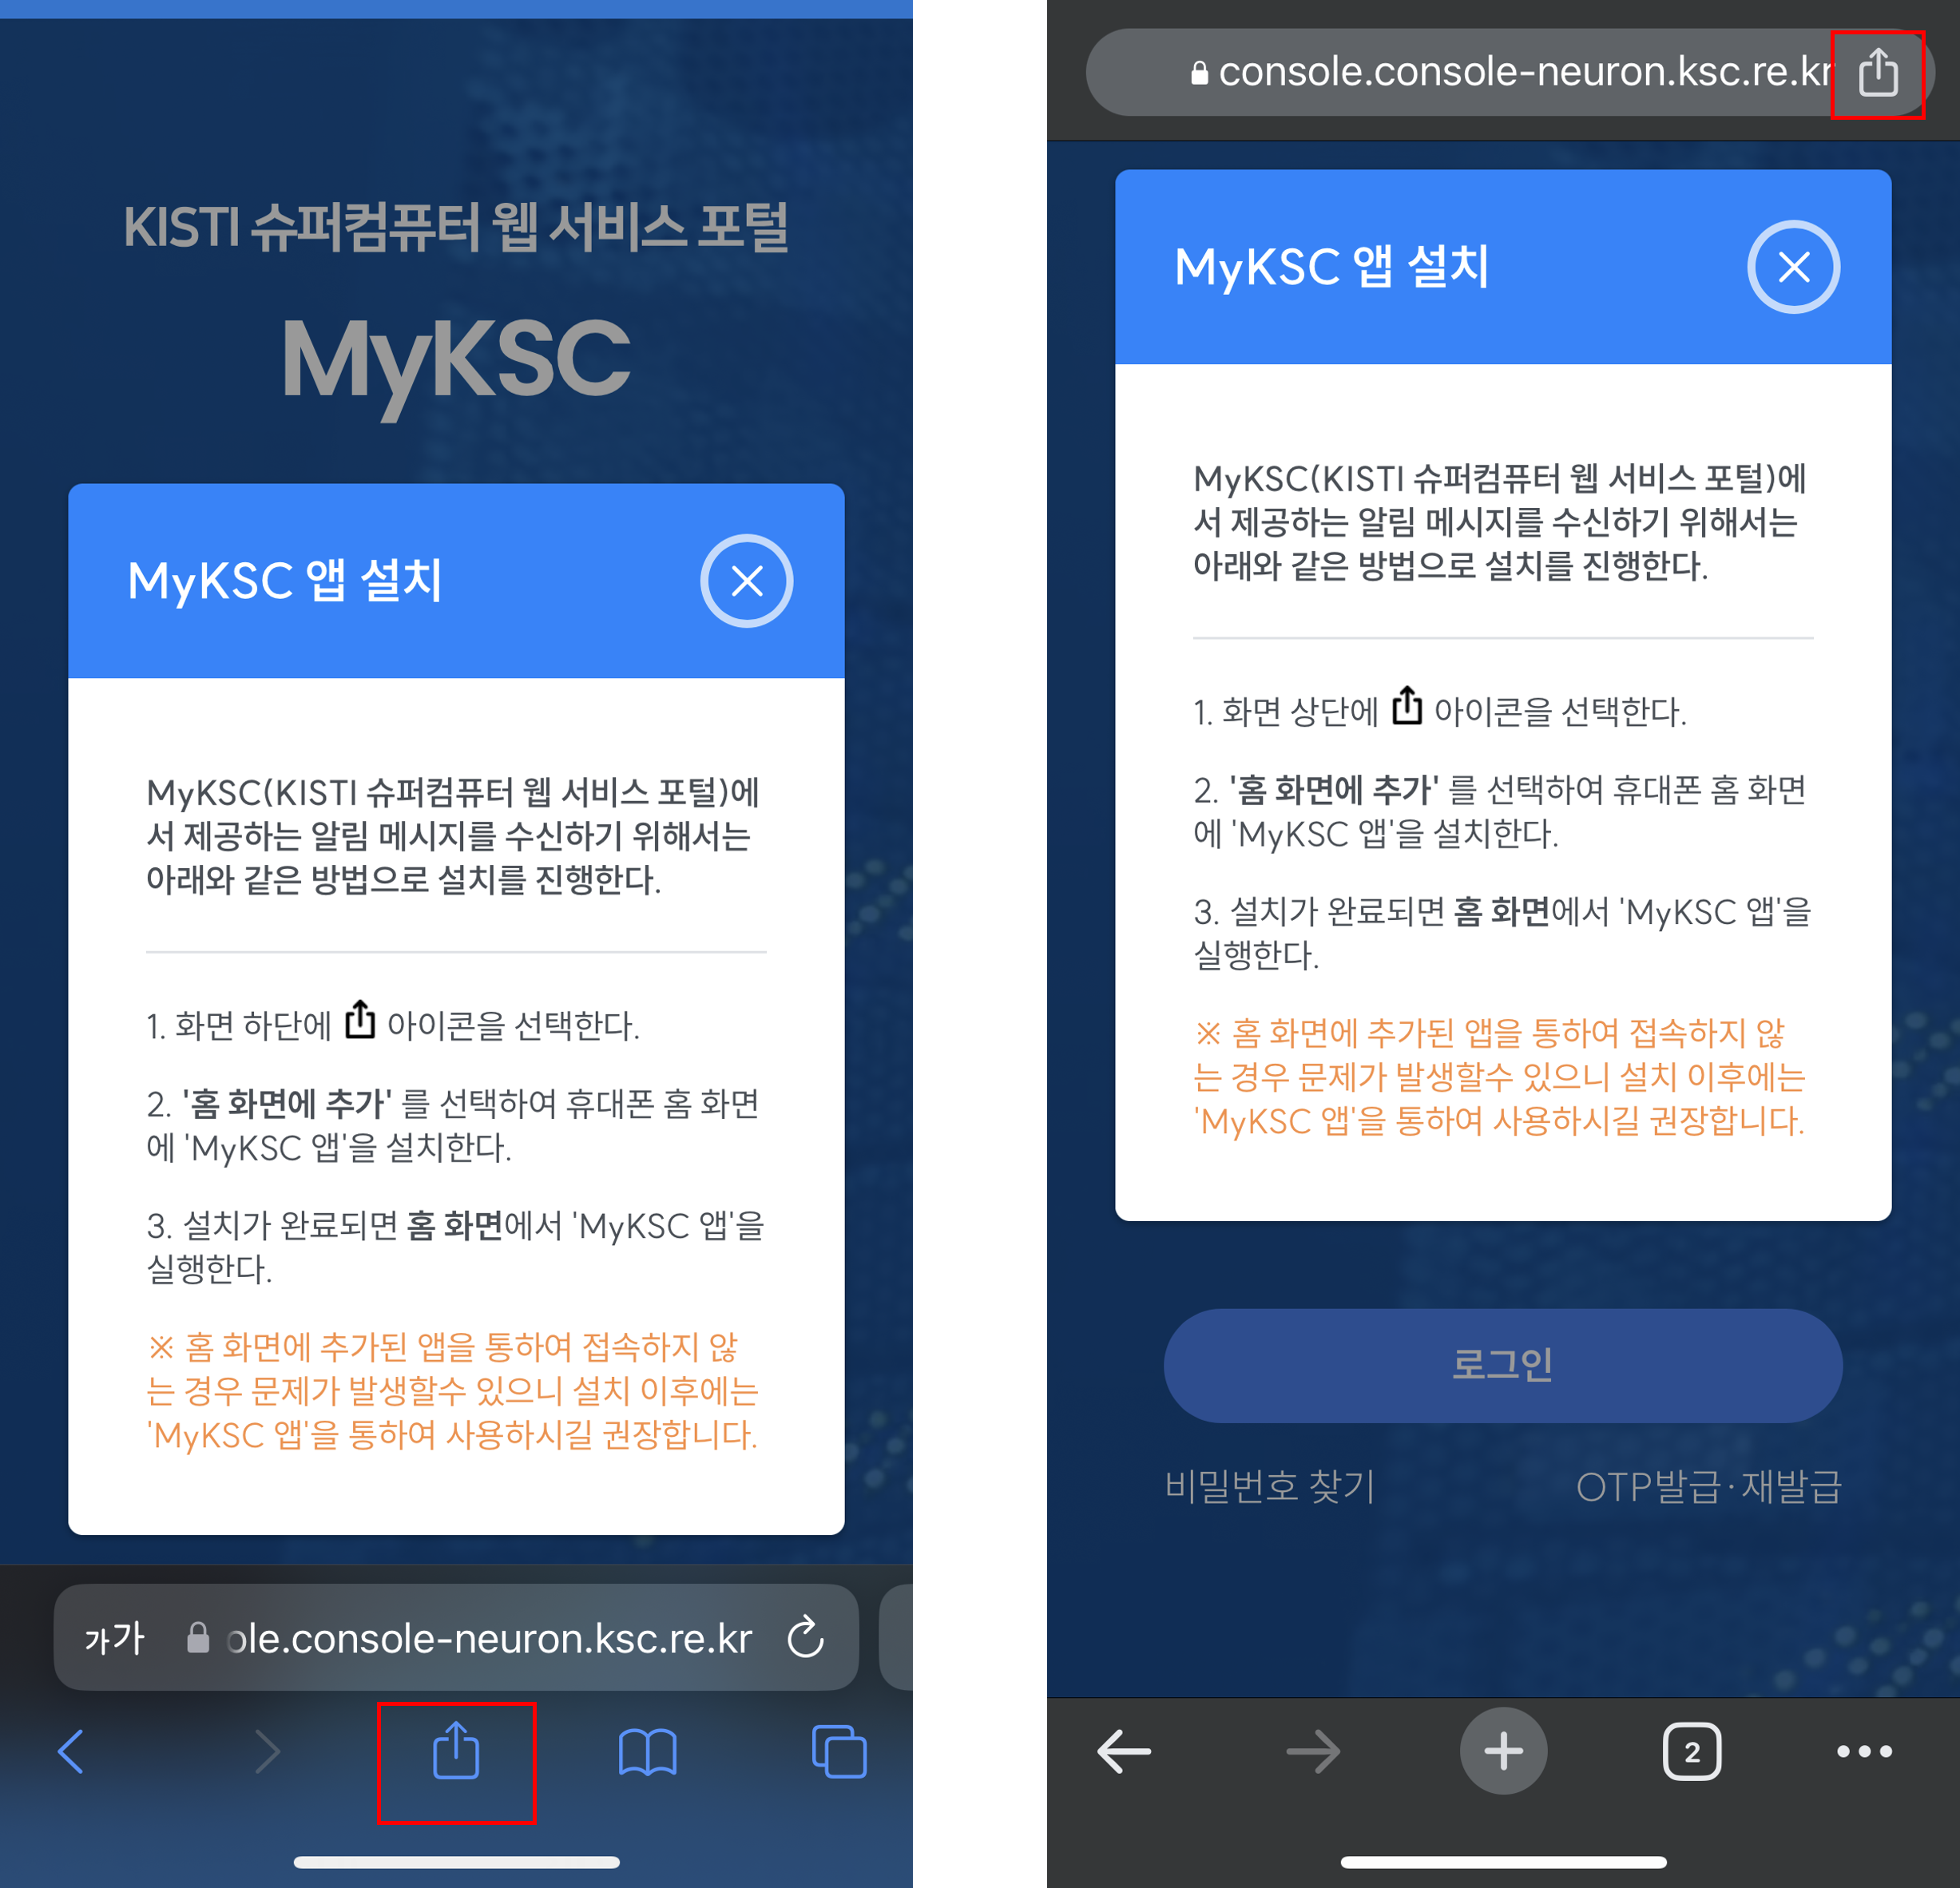 KISTI 슈퍼컴퓨터 웹 서비스 포털
MyKSC
MyKSC 앱 설치
MyKSC(KISTI 슈퍼컴퓨터 웹 서비스 포털)에
서 제공하는 알림 메시지를 수신하기 위해서는
아래와 같은 방법으로 설치를 진행한다.
1. 화면 하단에 아이콘을 선택한다.
2. '홈 화면에 추가' 를 선택하여 휴대폰 홈 화면
에 'MyKSC 앱'을 설치한다.
3. 설치가 완료되면 홈 화면에서 'MyKSC 앱'을
실행한다.
※ 홈 화면에 추가된 앱을 통하여 접속하지 않
는 경우 문제가 발생할수 있으니 설치 이후에는
'MyKSC 앱'을 통하여 사용하시길 권장합니다.
가가 ole.console-neuron.ksc.re.kr
console.console-neuron.ksc.re.kr
MyKSC 앱 설치
MyKSC(KISTI 슈퍼컴퓨터 웹 서비스 포털)에
서 제공하는 알림 메시지를 수신하기 위해서는
아래와 같은 방법으로 설치를 진행한다.
1. 화면 상단에 아이콘을 선택한다.
2. '홈 화면에 추가' 를 선택하여 휴대폰 홈 화면
에 'MyKSC 앱'을 설치한다.
3. 설치가 완료되면 홈 화면에서 'MyKSC 앱'을
실행한다.
※ 홈 화면에 추가된 앱을 통하여 접속하지 않
는 경우 문제가 발생할수 있으니 설치 이후에는
'MyKSC 앱'을 통하여 사용하시길 권장합니다.
로그인
비밀번호 찾기
OTP발급·재발급
2